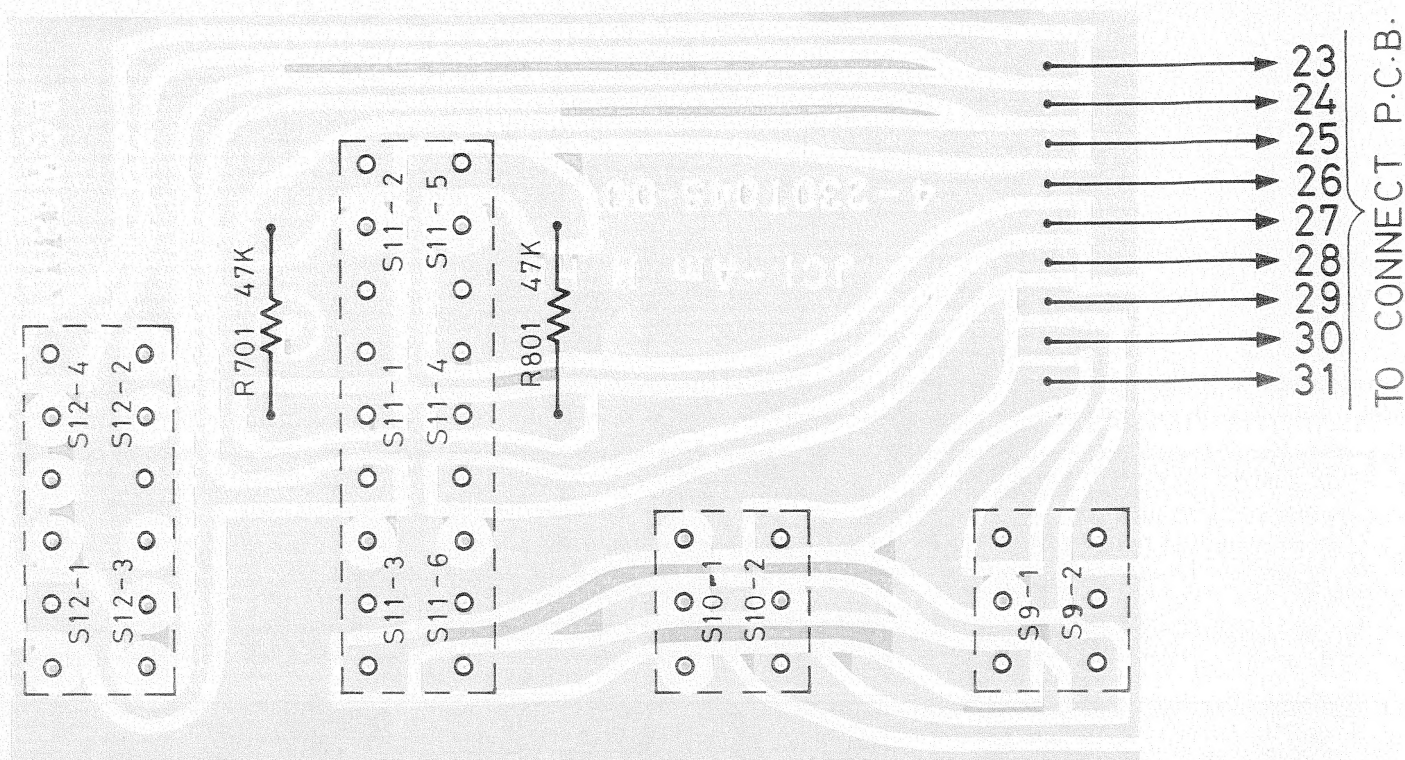 23
24
25
26
27
28
29
30
31
TO CONNECT P.C.B.
R701 47K
S11-2
S11-5
R801 47K
S12-4
S12-2
S11-1
S11-4
S12-1
S12-3
S11-3
S11-6
S10-1
S10-2
S9-1
S9-2